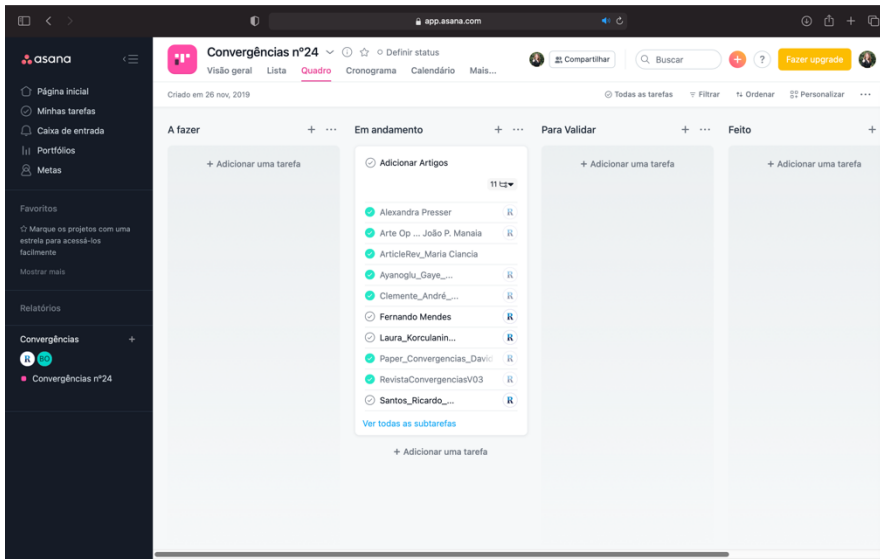 app.asana.com
asana
Página inicial
Minhas tarefas
Caixa de entrada
Portfólios
Metas
Favoritos
Marque os projetos com uma
estrela para acessá-los
facilmente
Mostrar mais
Relatórios
Convergências
R BO
Convergências nº24
Convergências nº24
Definir status
Visão geral Lista Quadro Cronograma Calendário Mais...
Compartilhar
Buscar
?
Fazer upgrade
Criado em 26 nov, 2019
Todas as tarefas Filtrar Ordenar Personalizar
A fazer
+ Adicionar uma tarefa
Em andamento
Adicionar Artigos
11
Alexandra Presser R
Arte Op ... João P. Manaia R
ArticleRev_Maria Ciancia
Ayanoglu_Gaye_... R
Clemente_André_... R
Fernando Mendes R
Laura_Korculanin... R
Paper_Convergencias_David R
RevistaConvergenciasV03 R
Santos_Ricardo_... R
Ver todas as subtarefas
+ Adicionar uma tarefa
Para Validar
+ Adicionar uma tarefa
Feito
+ Adicionar uma tarefa